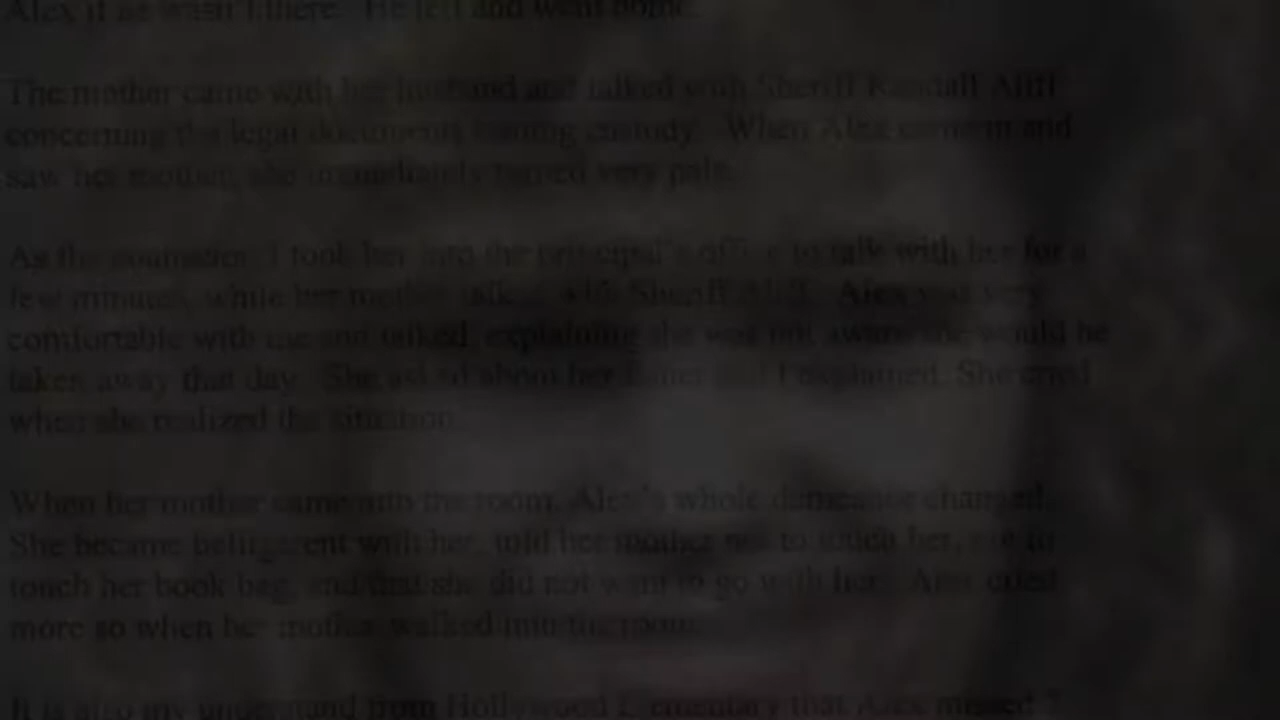 Alex if he wasn't there. He left and went home.
The mother came with her husband and talked with Sheriff Randall
concerning the legal documents custody. When Alex came in and
saw her mother, she immediately turned very pale.
As the counselor, I took her into the principal's office to talk with her for a
few minutes, while her mother talked with Sheriff Alex was very
comfortable with me and talked, explaining she was not aware she would be
taken away that day. She asked about her father and I explained. She cried
when she realized the situation.
When her mother came into the room, Alex's whole demeanor changed.
She became belligerent with her, told her mother not to touch her, not to
touch her book bag, and that she did not want to go with her. Alex cried
more so when her mother walked into the room.
It is also my understand from Hollywood Elementary that Alex missed